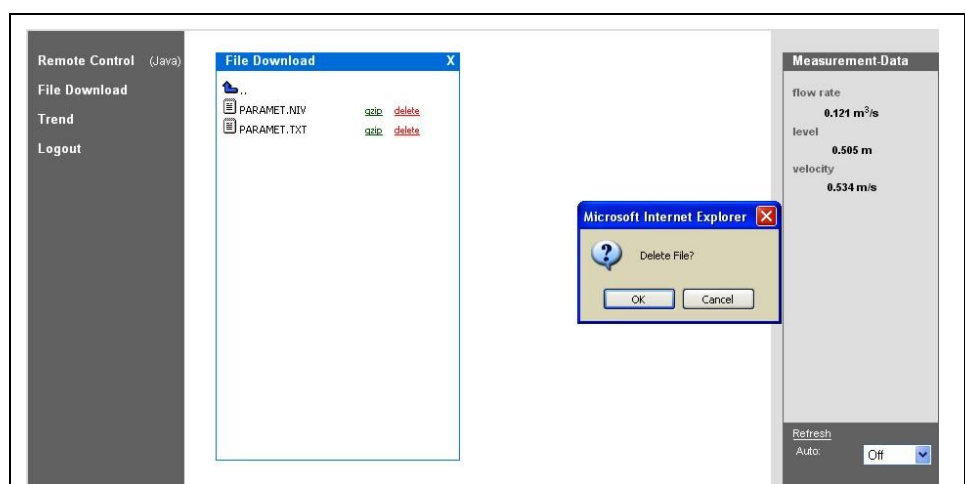 Remote Control (Java)
File Download
Trend
Logout
File Download X
..
PARAMET.NIV gzip delete
PARAMET.TXT gzip delete
Microsoft Internet Explorer
Delete File?
OK Cancel
Measurement-Data
flow rate
0.121 m³/s
level
0.505 m
velocity
0.534 m/s
Refresh
Auto: Off